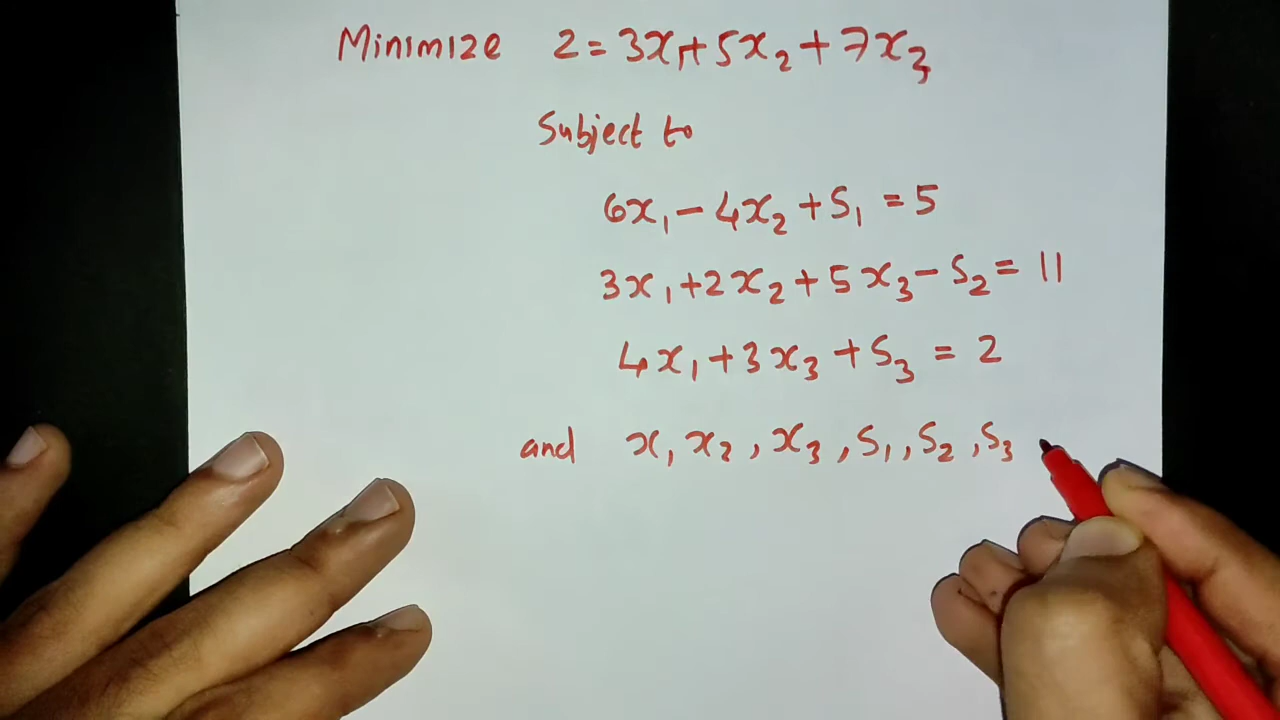 Minimize Z = 3x₁+5x₂+7x₃
Subject to
6x₁ - 4x₂ + S₁ = 5
3x₁+2x₂+5x₃-S₂ = 11
4x₁+3x₃+S₃ = 2
and x₁ x₂, x₃, S₁, S₂, S₃